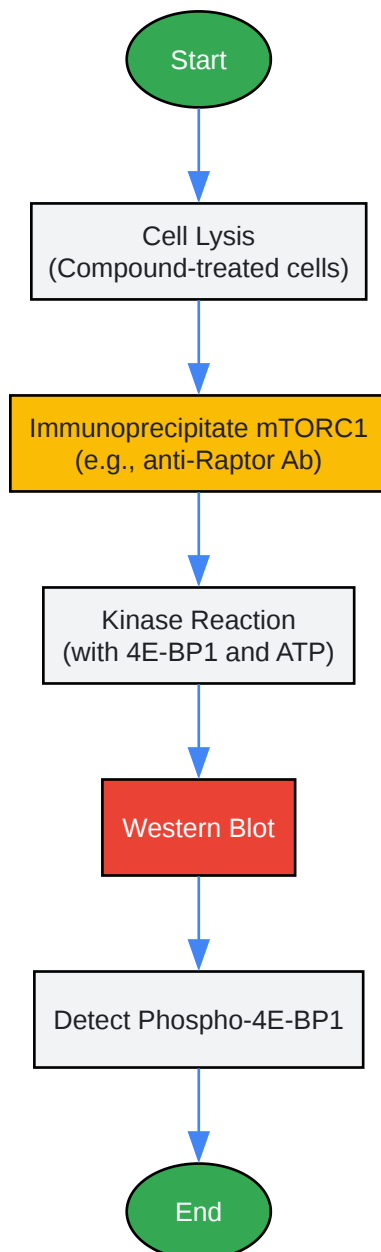 Start
Cell Lysis
(Compound-treated cells)
Immunoprecipitate mTORC1
(e.g., anti-Raptor Ab)
Kinase Reaction
(with 4E-BP1 and ATP)
Western Blot
Detect Phospho-4E-BP1
End